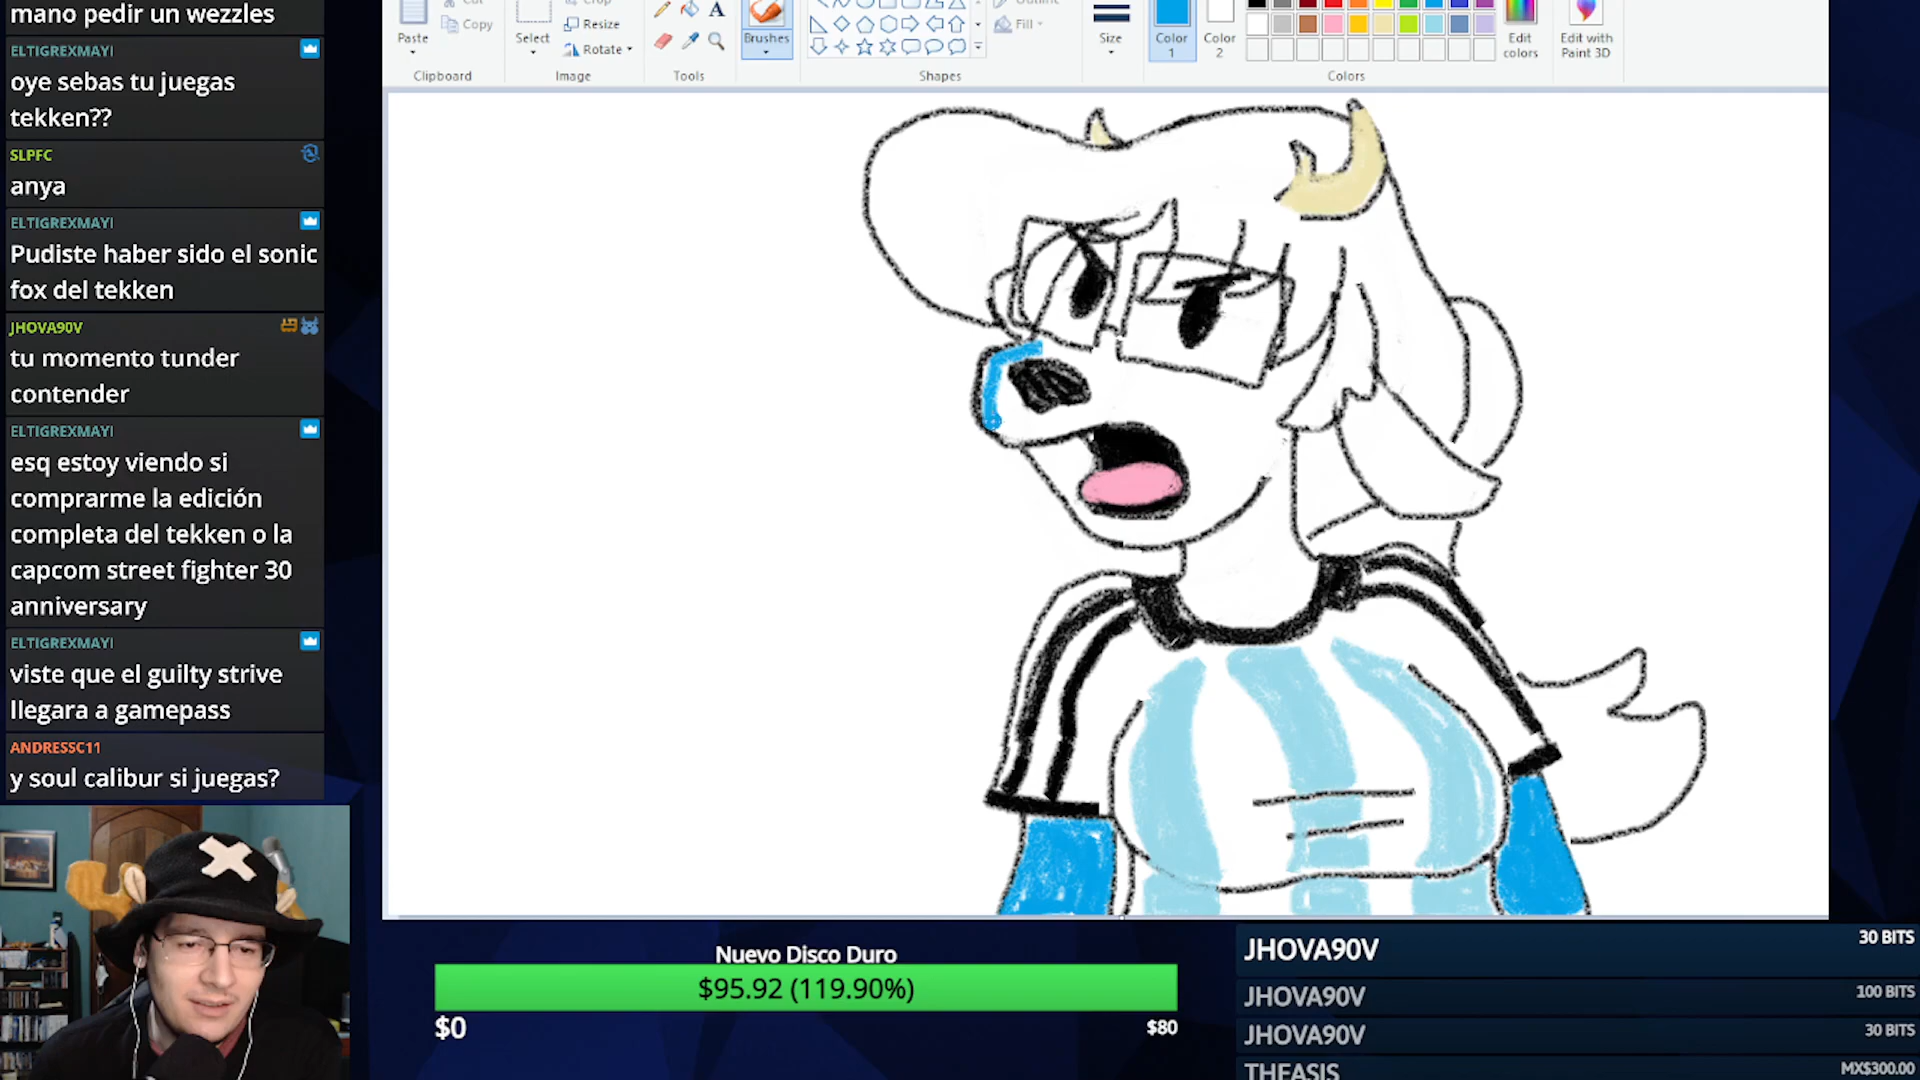 mano pedir un wezzles
ELTIGREXMAYI
oye sebas tu juegas
tekken??
SLPFC
anya
ELTIGREXMAYI
Pudiste haber sido el sonic
fox del tekken
JHOVA90V
tu momento tunder
contender
ELTIGREXMAYI
esq estoy viendo si
comprarme la edición
completa del tekken o la
capcom street fighter 30
anniversary
ELTIGREXMAYI
viste que el guilty strive
llegara a gamepass
ANDRESSC11
y soul calibur si juegas?
Cut
Copy
Paste
Clipboard
Crop
Resize
Rotate
Select
Image
A
Tools
Brushes
Outline
Fill
Shapes
Size
Color
1
Color
2
Edit
colors
Edit with
Paint 3D
Colors
Nuevo Disco Duro
$95.92 (119.90%)
$0
$80
JHOVA90V 30 BITS
JHOVA90V 100 BITS
JHOVA90V 30 BITS
THEASIS MX$300.00